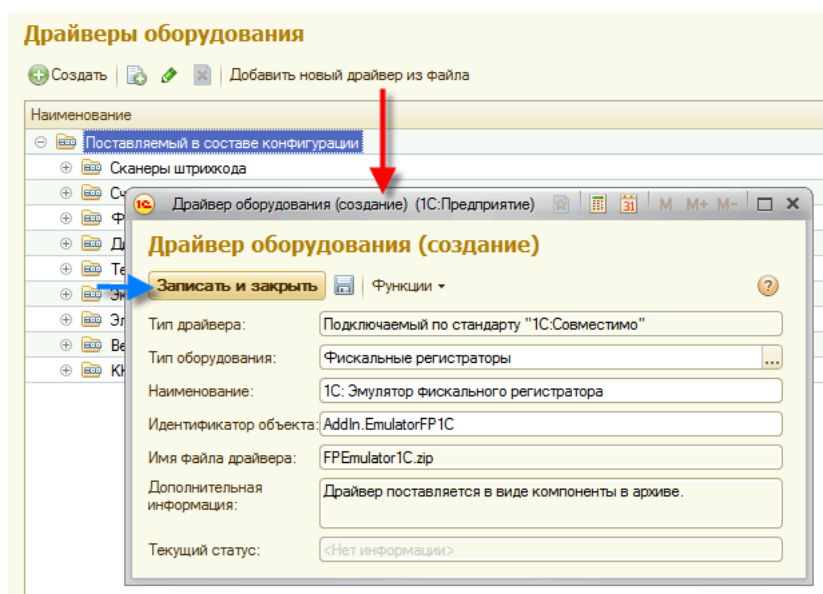 Драйверы оборудования
Создать Добавить новый драйвер из файла
Наименование
Поставляемый в составе конфигурации
Сканеры штрихкода
Драйвер оборудования (создание) (1С:Предприятие) 31 M M+ M-
Драйвер оборудования (создание)
Записать и закрыть Функции ?
Тип драйвера: Подключаемый по стандарту "1С:Совместимо"
Тип оборудования: Фискальные регистраторы ...
Наименование: 1С: Эмулятор фискального регистратора
Идентификатор объекта: AddIn.EmulatorFP1C
Имя файла драйвера: FPEmulator1C.zip
Дополнительная информация: Драйвер поставляется в виде компоненты в архиве.
Текущий статус: <Нет информации>